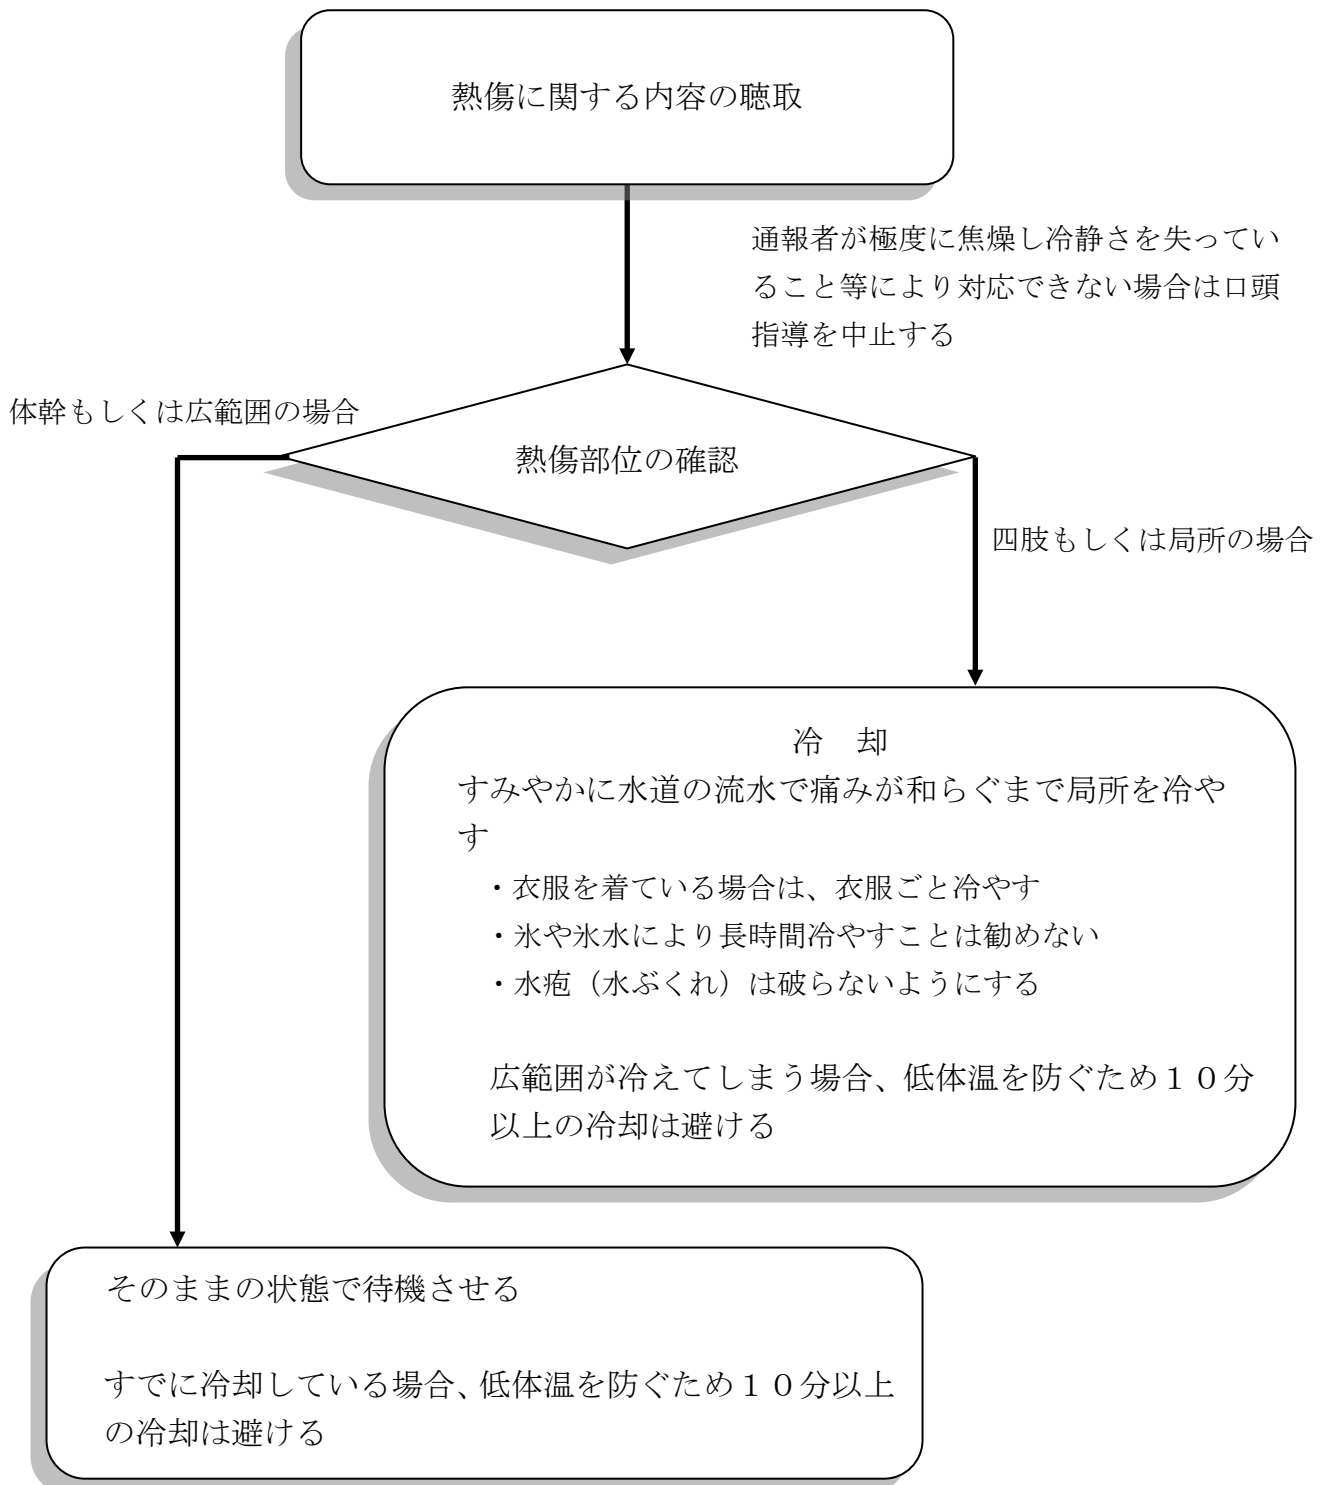 熱傷に関する内容の聴取
通報者が極度に焦燥し冷静さを失ってい
ること等により対応できない場合は口頭
指導を中止する
体幹もしくは広範囲の場合
熱傷部位の確認
四肢もしくは局所の場合
冷　却
すみやかに水道の流水で痛みが和らぐまで局所を冷や
す
・衣服を着ている場合は、衣服ごと冷やす
・氷や氷水により長時間冷やすことは勧めない
・水疱（水ぶくれ）は破らないようにする
広範囲が冷えてしまう場合、低体温を防ぐため１０分
以上の冷却は避ける
そのままの状態で待機させる
すでに冷却している場合、低体温を防ぐため１０分以上
の冷却は避ける